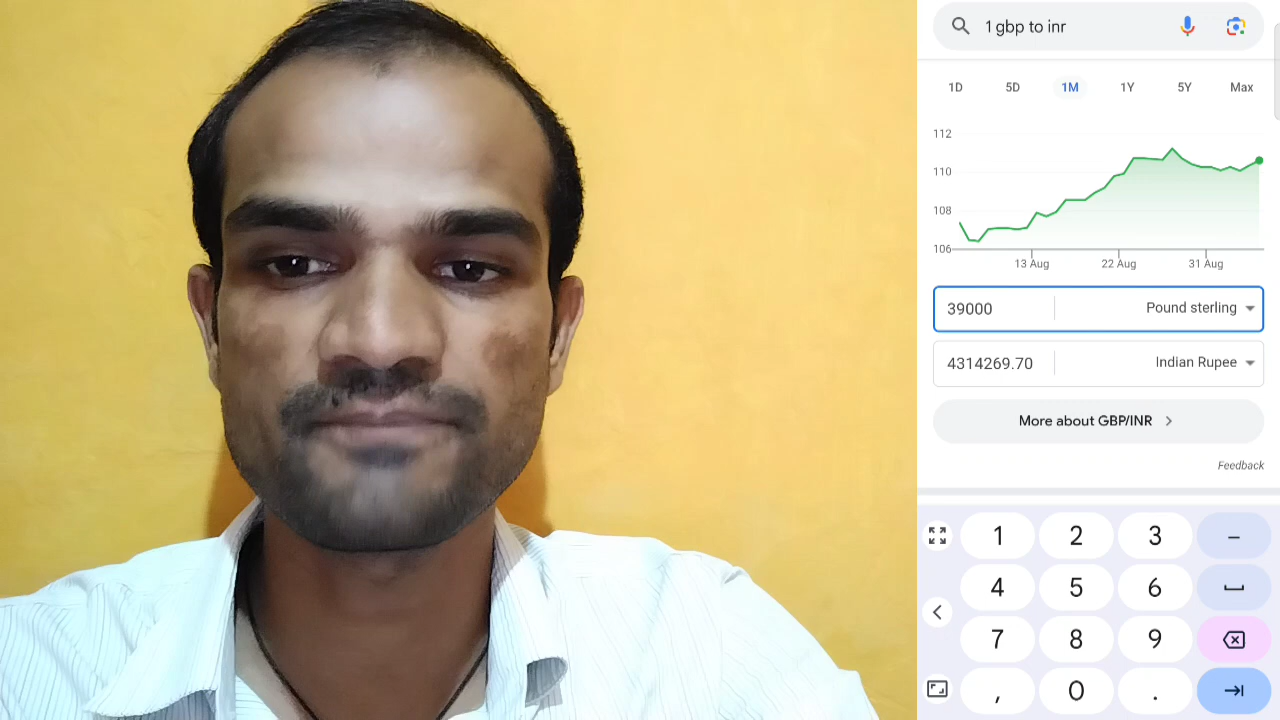 1 gbp to inr
1D 5D 1M 1Y 5Y Max
112
110
108
106
13 Aug 22 Aug 31 Aug
39000 Pound sterling
4314269.70 Indian Rupee
More about GBP/INR
Feedback
1 2 3 –
4 5 6
7 8 9
, 0 .